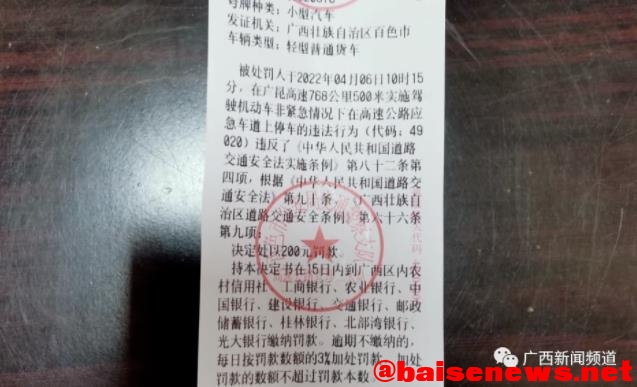 号牌种类：小型汽车
发证机关：广西壮族自治区百色市
车辆类型：轻型普通货车
被处罚人于2022年04月06日10时15
分，在广昆高速768公里500米实施驾
驶机动车非紧急情况下在高速公路应
急车道上停车的违法行为（代码：49
020）违反了《中华人民共和国道路
交通安全法实施条例》第八十二条第
四项，根据《中华人民共和国道路交
通安全法》第九十条、《广西壮族自
治区道路交通安全条例》第六十六条
第九项，
决定处以200元罚款。
持本决定书在15日内到广西区内农
村信用社、工商银行、农业银行、中
国银行、建设银行、交通银行、邮政
储蓄银行、桂林银行、北部湾银行、
光大银行缴纳罚款。逾期不缴纳的，
每日按罚款数额的3%加处罚款，加处
罚款的数额不超过罚款本数
广西新闻频道
@baisenews.net